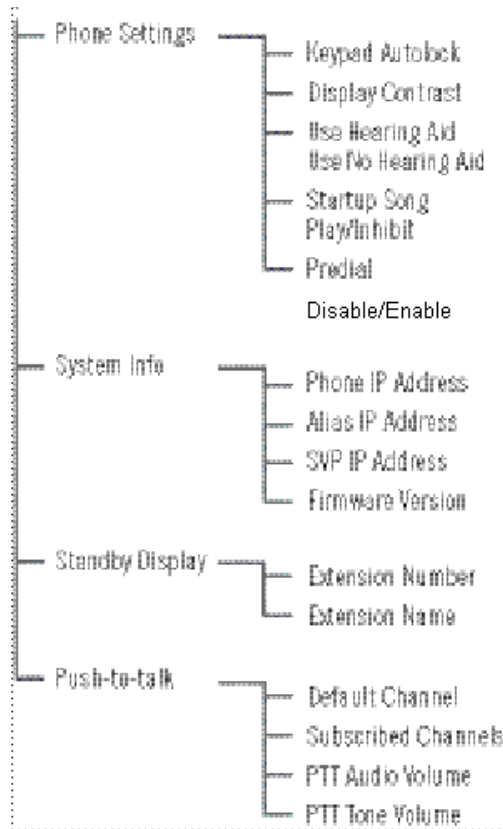 Phone Settings
Keypad Autolock
Display Contrast
Use Hearing Aid
Use No Hearing Aid
Startup Song
Play/Inhibit
Predial
Disable/Enable
System Info
Phone IP Address
Alias IP Address
SVP IP Address
Firmware Version
Standby Display
Extension Number
Extension Name
Push-to-talk
Default Channel
Subscribed Channels
PTT Audio Volume
PTT Tone Volume